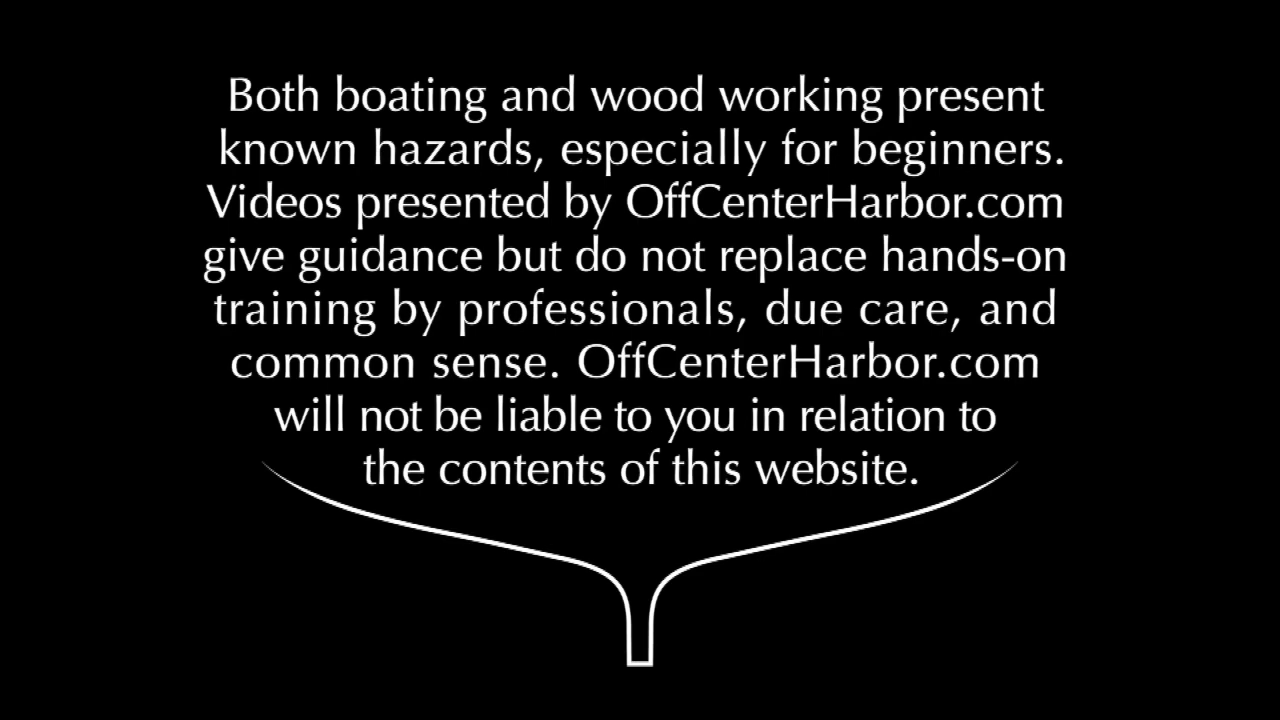 Both boating and wood working present
known hazards, especially for beginners.
Videos presented by OffCenterHarbor.com
give guidance but do not replace hands-on
training by professionals, due care, and
common sense. OffCenterHarbor.com
will not be liable to you in relation to
the contents of this website.